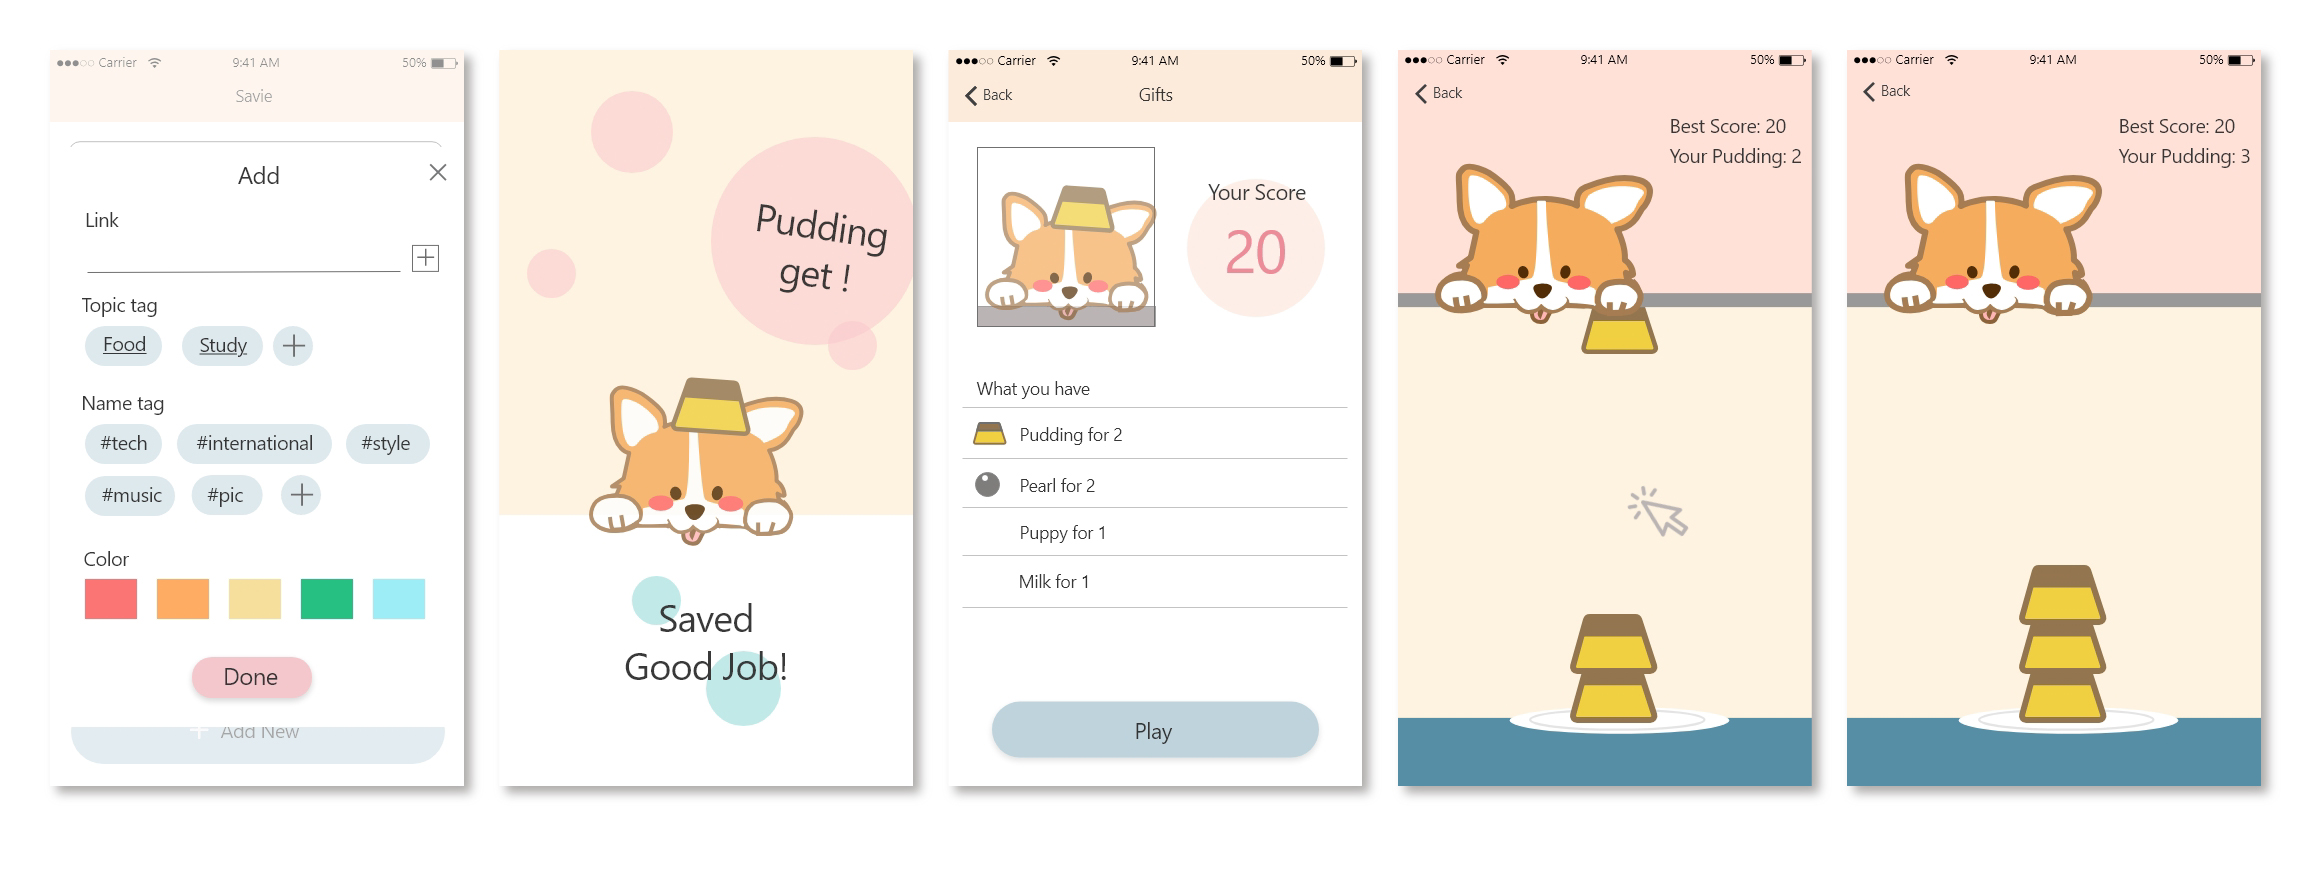 Carrier 9:41 AM 50%
Savie
Add
Link
Topic tag
Food Study
Name tag
#tech #international #style
#music #pic
Color
Done
Add New
Pudding
get !
Saved
Good Job!
Carrier 9:41 AM 50%
Back Gifts
Your Score
20
What you have
Pudding for 2
Pearl for 2
Puppy for 1
Milk for 1
Play
Carrier 9:41 AM 50%
Back
Best Score: 20
Your Pudding: 2
Carrier 9:41 AM 50%
Back
Best Score: 20
Your Pudding: 3